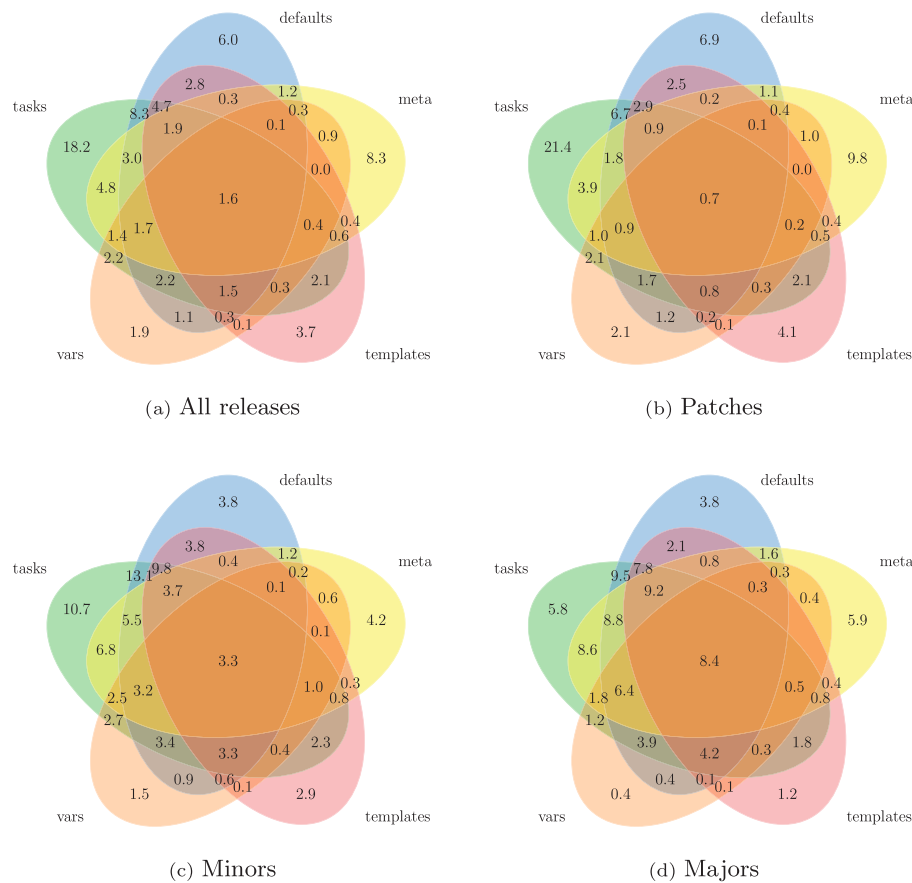 defaults defaults
6.0 6.9
2.8 1.2 meta 2.5 1.1 meta
tasks 4.7 0.3 0.3 tasks 2.9 0.2 0.4
8.3 1.9 0.1 0.9 6.7 0.9 0.1 1.0
18.2 3.0 8.3 21.4 1.8 9.8
0.0 0.0
4.8 1.6 3.9 0.7
1.7 0.4 0.4 0.9 0.2 0.4
1.4 0.6 1.0 0.5
2.2 2.1
2.2 1.5 0.3 2.1 1.7 0.8 0.3 2.1
1.1 0.3 0.1 1.2 0.2 0.1
1.9 3.7 2.1 4.1
vars templates vars templates
(a) All releases (b) Patches
defaults defaults
3.8 3.8
3.8 1.2 meta 2.1 1.6 meta
tasks 9.8 0.4 0.2 tasks 7.8 0.8 0.3
13.1 3.7 0.1 0.6 9.5 9.2 0.3 0.4
10.7 5.5 4.2 5.8 8.8 5.9
0.1 0.4
6.8 3.3 8.6 8.4
3.2 1.0 0.3 6.4 0.5 0.4
2.5 0.8 1.8 0.8
2.7 1.2
3.4 3.3 0.4 2.3 3.9 4.2 0.3 1.8
0.9 0.6 0.1 0.4 0.1 0.1
1.5 2.9 0.4 1.2
vars templates vars templates
(c) Minors (d) Majors